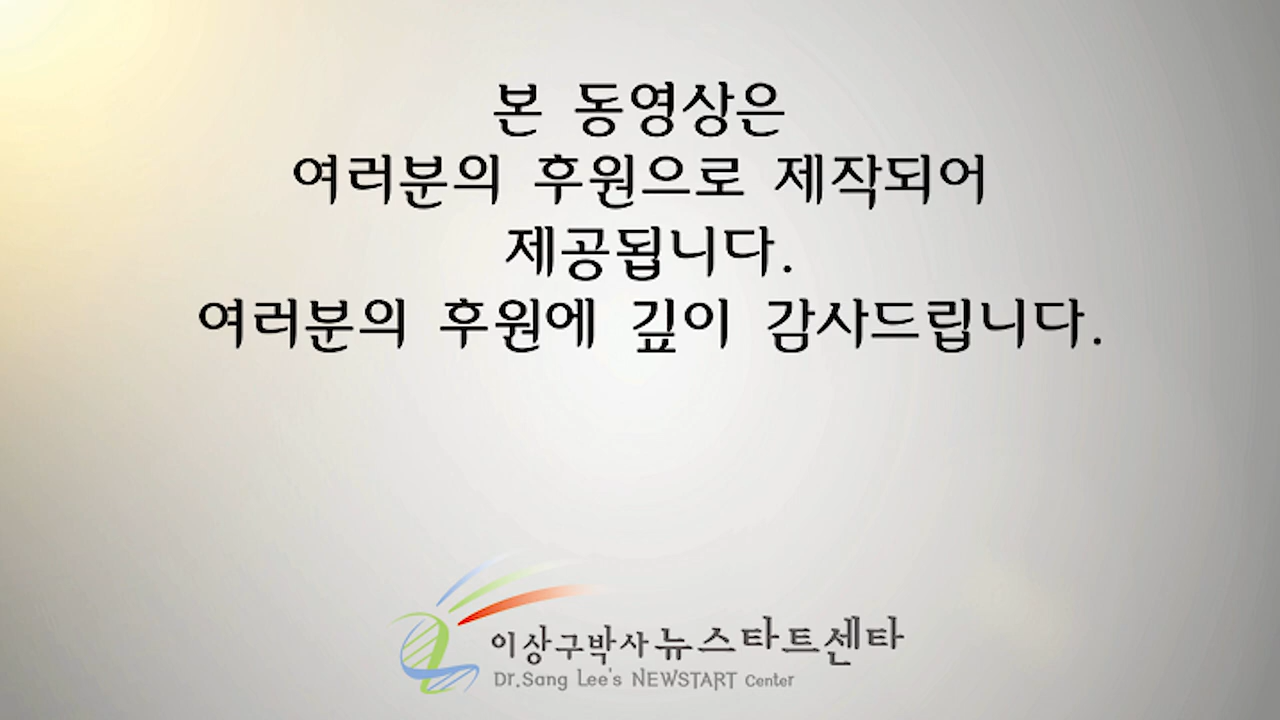 본 동영상은
여러분의 후원으로 제작되어
제공됩니다.
여러분의 후원에 깊이 감사드립니다.
이상구박사 뉴스타트센타
Dr.Sang Lee's NEWSTART Center